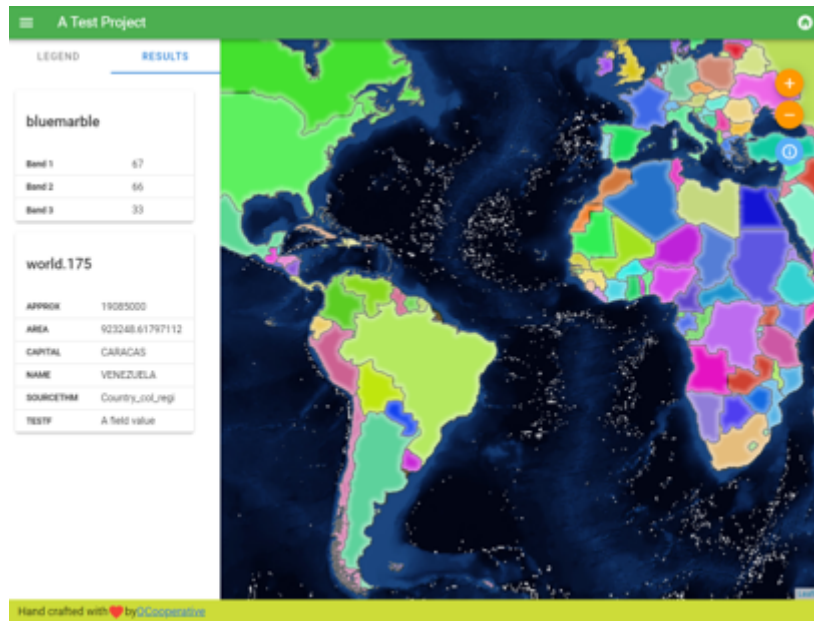 A Test Project
LEGEND RESULTS
bluemarble
Band 1 67
Band 2 66
Band 3 33
world.175
APPROX 19085000
AREA 923248.61797112
CAPITAL CARACAS
NAME VENEZUELA
SOURCETHM Country_col_regi
TESTF A field value
Hand crafted with ❤ by QCooperative